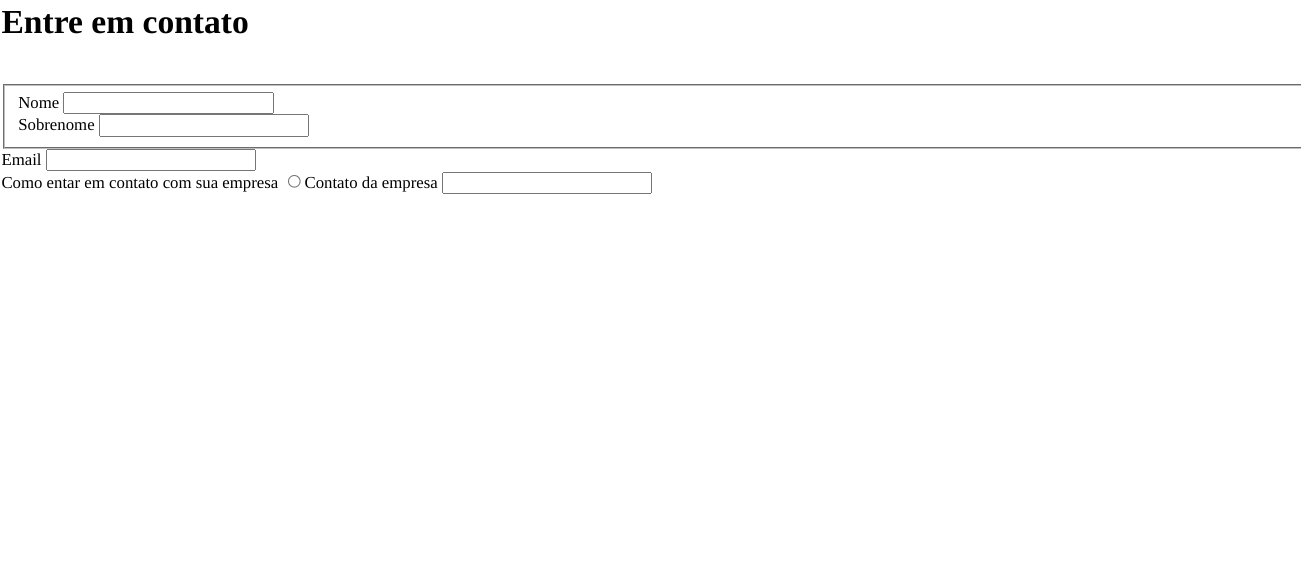 Entre em contato
Nome
Sobrenome
Email
Como entar em contato com sua empresa Contato da empresa